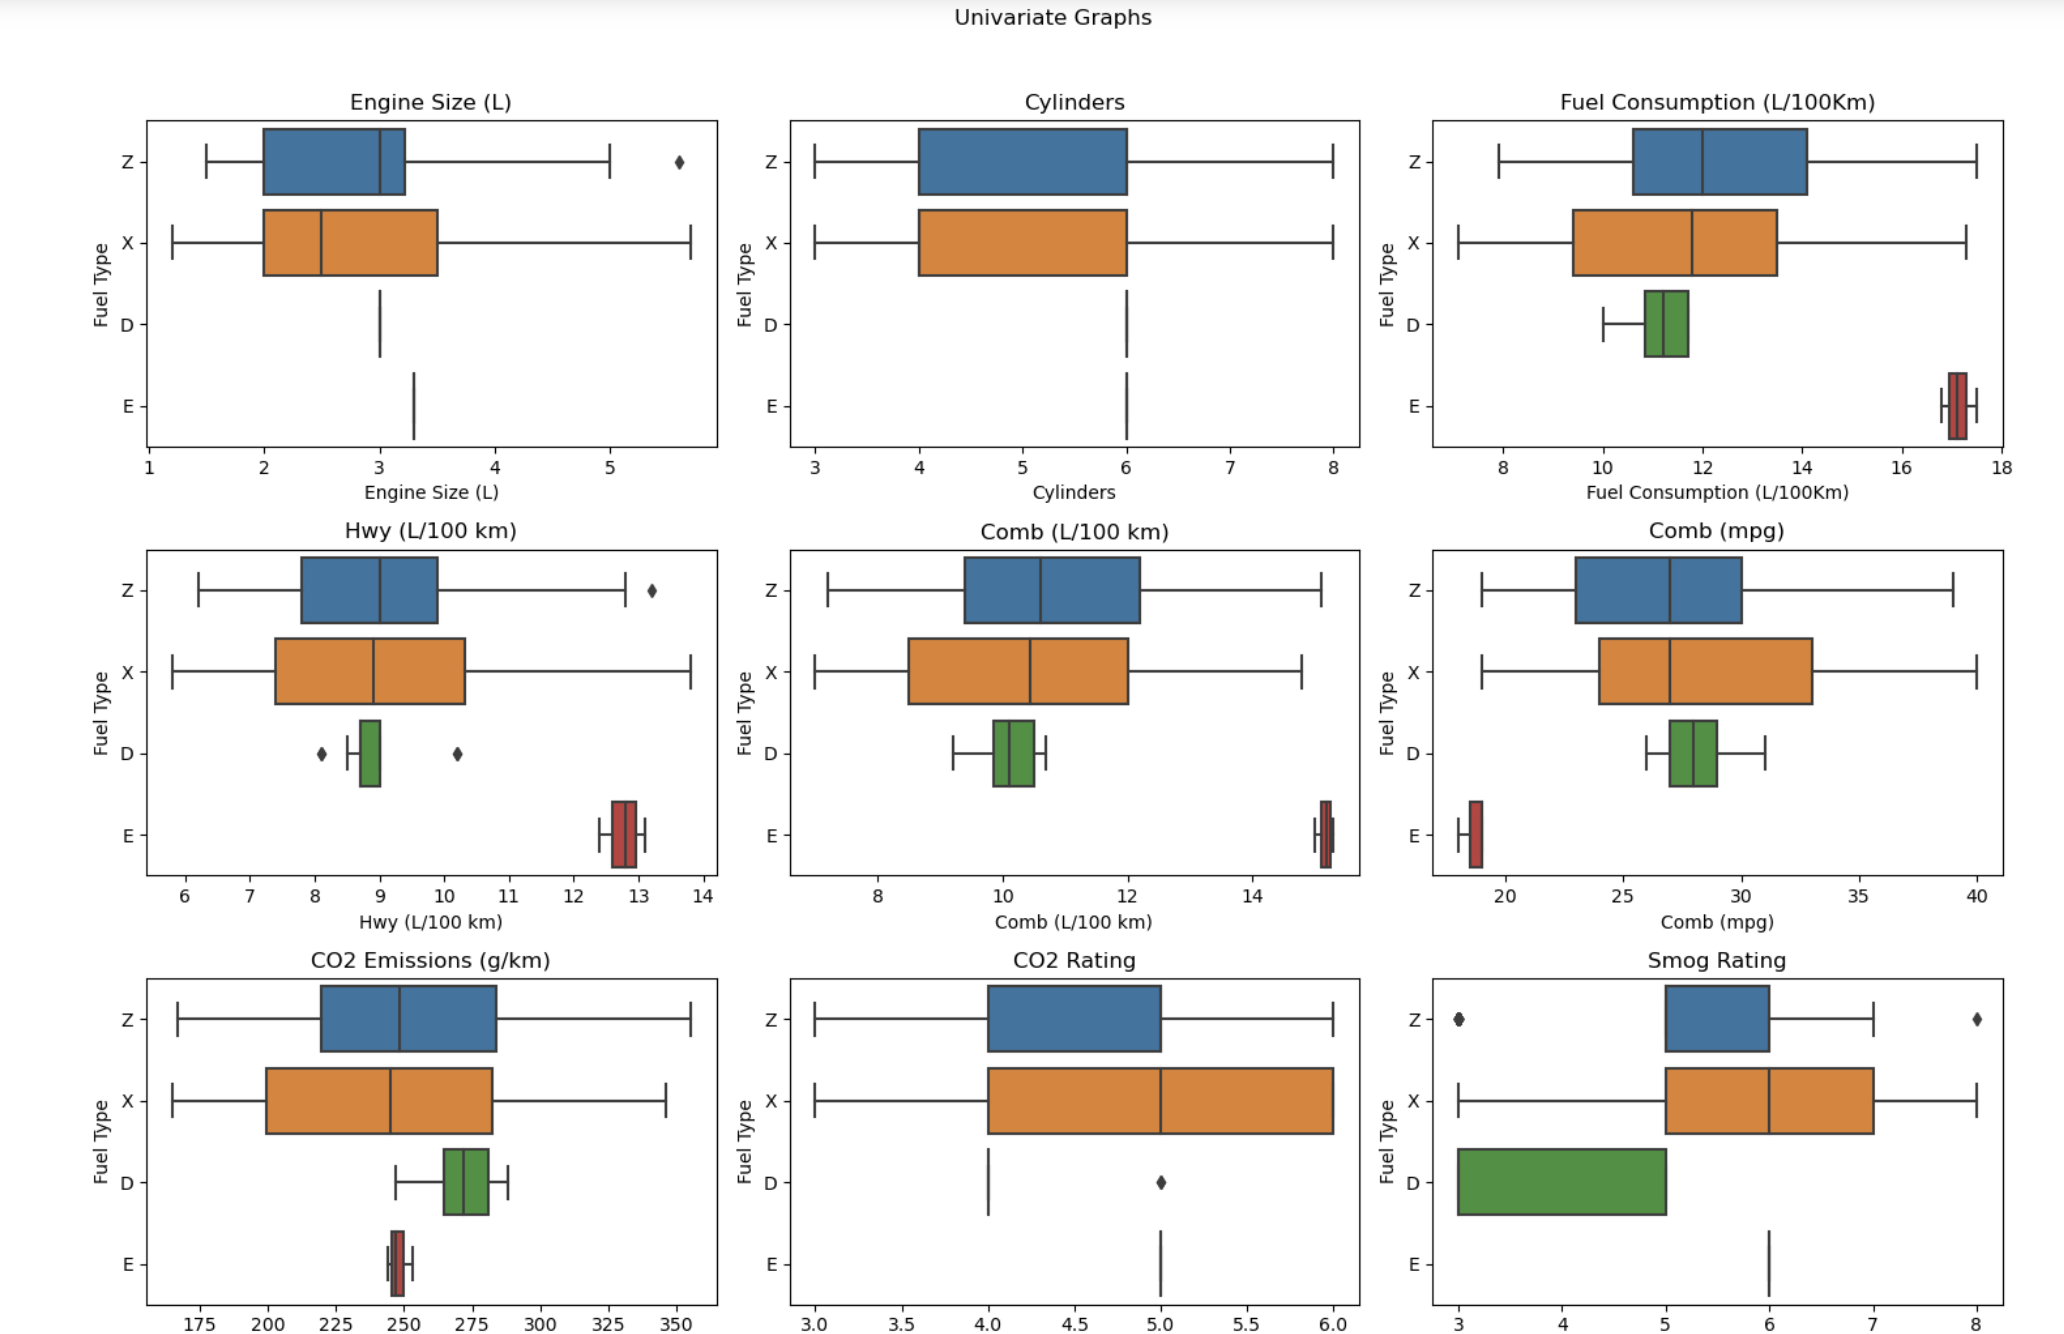 Univariate Graphs
Engine Size (L)
Cylinders
Fuel Consumption (L/100Km)
Fuel Type
Z
X
D
E
1 2 3 4 5
Engine Size (L)
Fuel Type
Z
X
D
E
3 4 5 6 7 8
Cylinders
Fuel Type
Z
X
D
E
8 10 12 14 16 18
Fuel Consumption (L/100Km)
Hwy (L/100 km)
Comb (L/100 km)
Comb (mpg)
Fuel Type
Z
X
D
E
6 7 8 9 10 11 12 13 14
Hwy (L/100 km)
Fuel Type
Z
X
D
E
8 10 12 14
Comb (L/100 km)
Fuel Type
Z
X
D
E
20 25 30 35 40
Comb (mpg)
CO2 Emissions (g/km)
CO2 Rating
Smog Rating
Fuel Type
Z
X
D
E
175 200 225 250 275 300 325 350
Fuel Type
Z
X
D
E
3.0 3.5 4.0 4.5 5.0 5.5 6.0
Fuel Type
Z
X
D
E
3 4 5 6 7 8